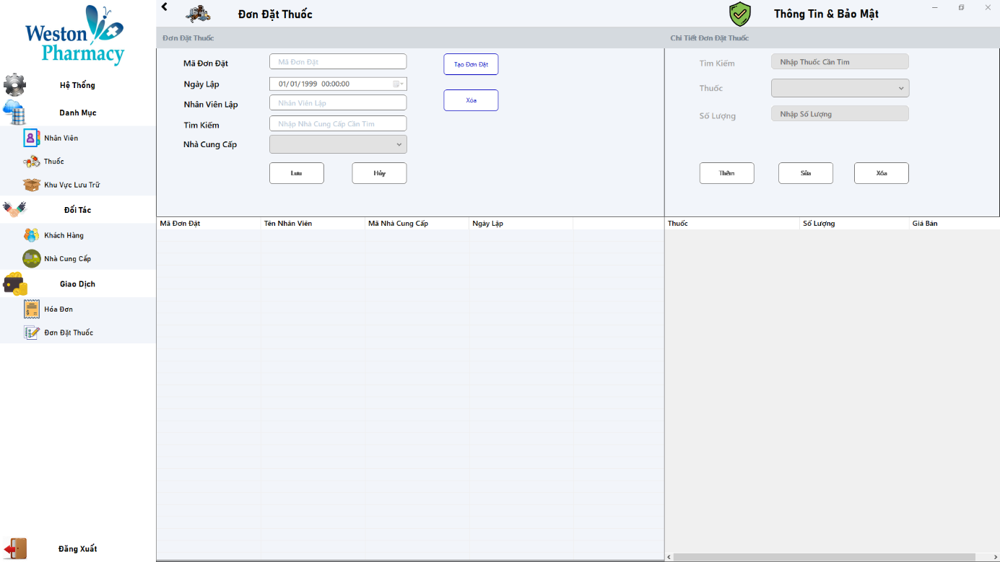 Weston
Pharmacy
Hệ Thống
Danh Mục
Nhân Viên
Thuốc
Khu Vực Lưu Trữ
Đối Tác
Khách Hàng
Nhà Cung Cấp
Giao Dịch
Hóa Đơn
Đơn Đặt Thuốc
Đăng Xuất
Đơn Đặt Thuốc
Thông Tin & Bảo Mật
Đơn Đặt Thuốc
Mã Đơn Đặt
Mã Đơn Đặt
Tạo Đơn Đặt
Ngày Lập
01/01/1999 00:00:00
Nhân Viên Lập
Nhân Viên Lập
Xóa
Tìm Kiếm
Nhập Nhà Cung Cấp Cần Tìm
Nhà Cung Cấp
Lưu
Hủy
Chi Tiết Đơn Đặt Thuốc
Tìm Kiếm
Nhập Thuốc Cần Tìm
Thuốc
Số Lượng
Nhập Số Lượng
Thêm
Sửa
Xóa
Mã Đơn Đặt
Tên Nhân Viên
Mã Nhà Cung Cấp
Ngày Lập
Thuốc
Số Lượng
Giá Bán